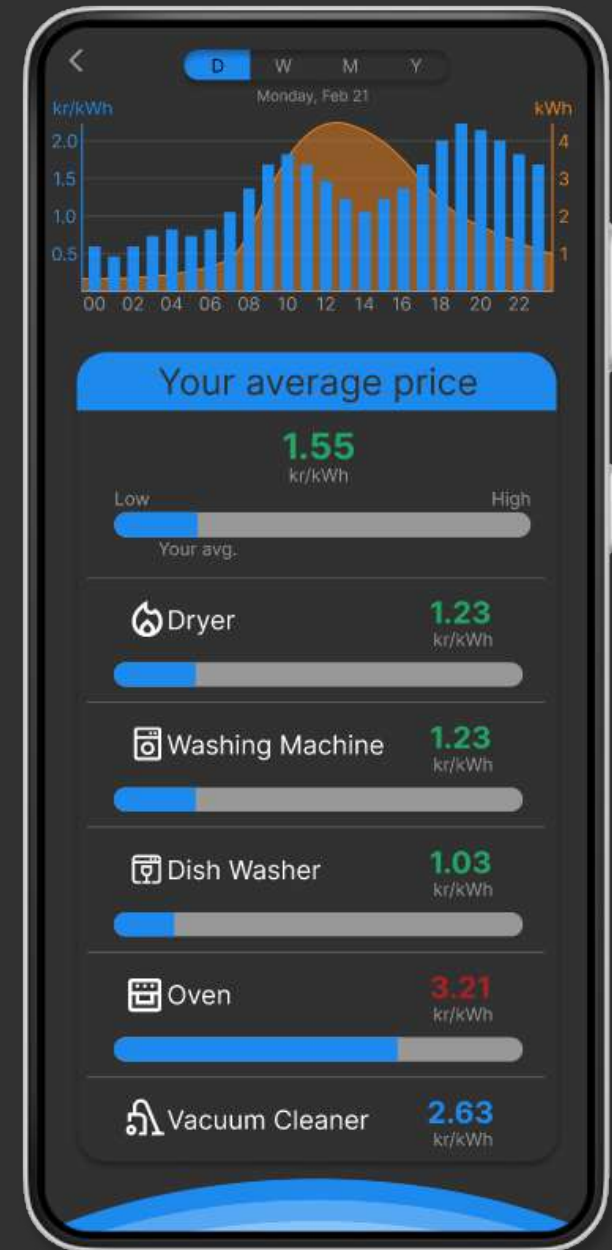 D W M Y
Monday, Feb 21
kr/kWh kWh
2.0 4
1.5 3
1.0 2
0.5 1
00 02 04 06 08 10 12 14 16 18 20 22
Your average price
1.55
kr/kWh
Low High
Your avg.
Dryer 1.23
kr/kWh
Washing Machine 1.23
kr/kWh
Dish Washer 1.03
kr/kWh
Oven 3.21
kr/kWh
Vacuum Cleaner 2.63
kr/kWh